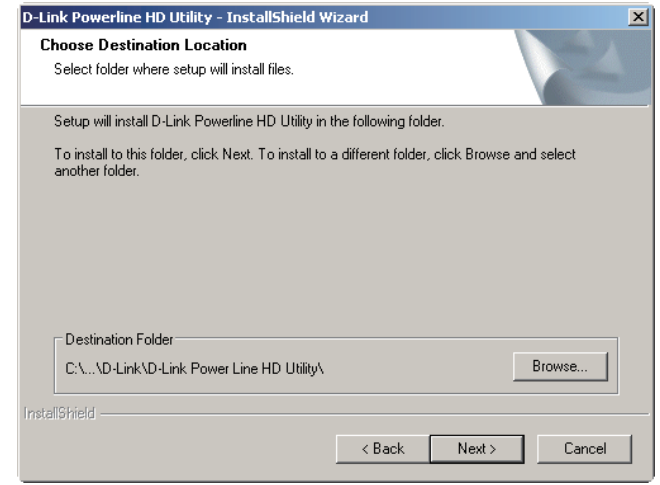 D-Link Powerline HD Utility - InstallShield Wizard
Choose Destination Location
Select folder where setup will install files.
Setup will install D-Link Powerline HD Utility in the following folder.
To install to this folder, click Next. To install to a different folder, click Browse and select
another folder.
Destination Folder
C:\...\D-Link\D-Link Power Line HD Utility\
Browse...
InstallShield
< Back
Next >
Cancel